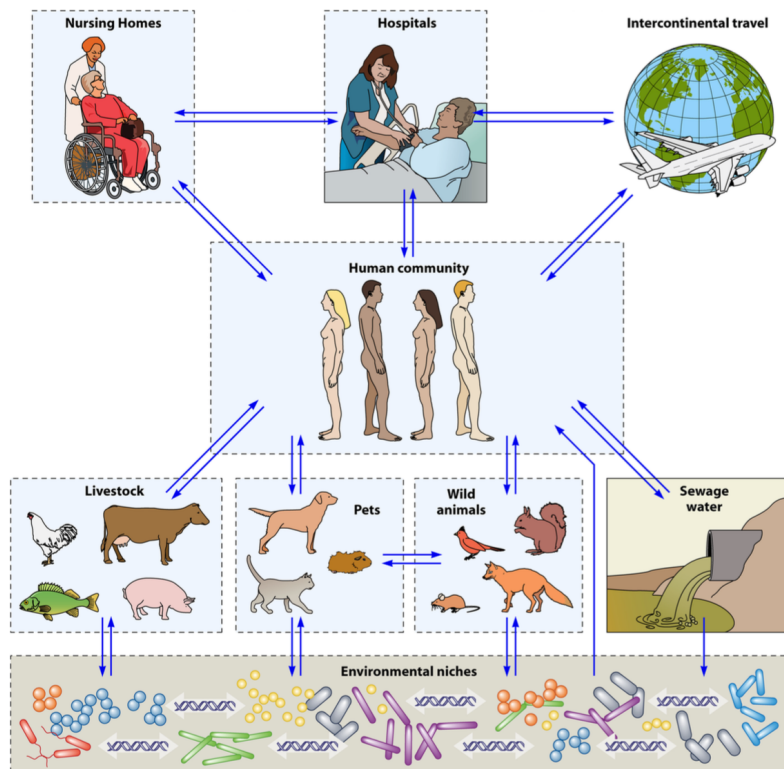 Nursing Homes
Hospitals
Intercontinental travel
Human community
Livestock
Pets
Wild
animals
Sewage
water
Environmental niches